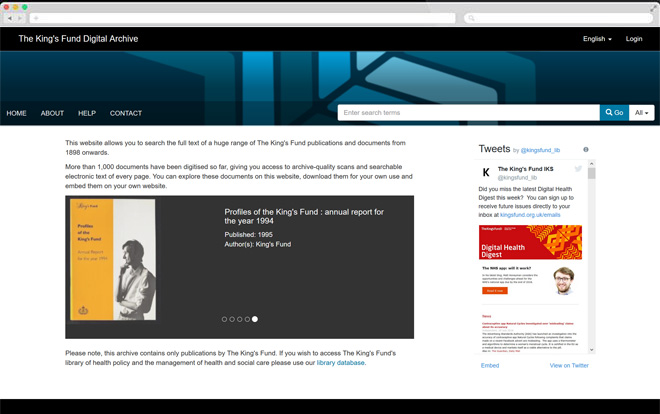 The King's Fund Digital Archive
English
Login
HOME
ABOUT
HELP
CONTACT
Enter search terms
Go
All
This website allows you to search the full text of a huge range of The King's Fund publications and documents from
1898 onwards.
More than 1,000 documents have been digitised so far, giving you access to archive-quality scans and searchable
electronic text of every page. You can explore these documents on this website, download them for your own use and
embed them on your own website.
Profiles
of the
King's Fund
Annual Report
for the year 1994
Profiles of the King's Fund : annual report for
the year 1994
Published: 1995
Author(s): King's Fund
Please note, this archive contains only publications by The King's Fund. If you wish to access The King's Fund's
library of health policy and the management of health and social care please use our library database.
Tweets by @kingsfund_lib
K
The King's Fund IKS
@kingsfund_lib
Did you miss the latest Digital Health
Digest this week? You can sign up to
receive future issues directly to your
inbox at kingsfund.org.uk/emails
Digital Health
Digest
The NHS app: will it work?
News
Embed
View on Twitter